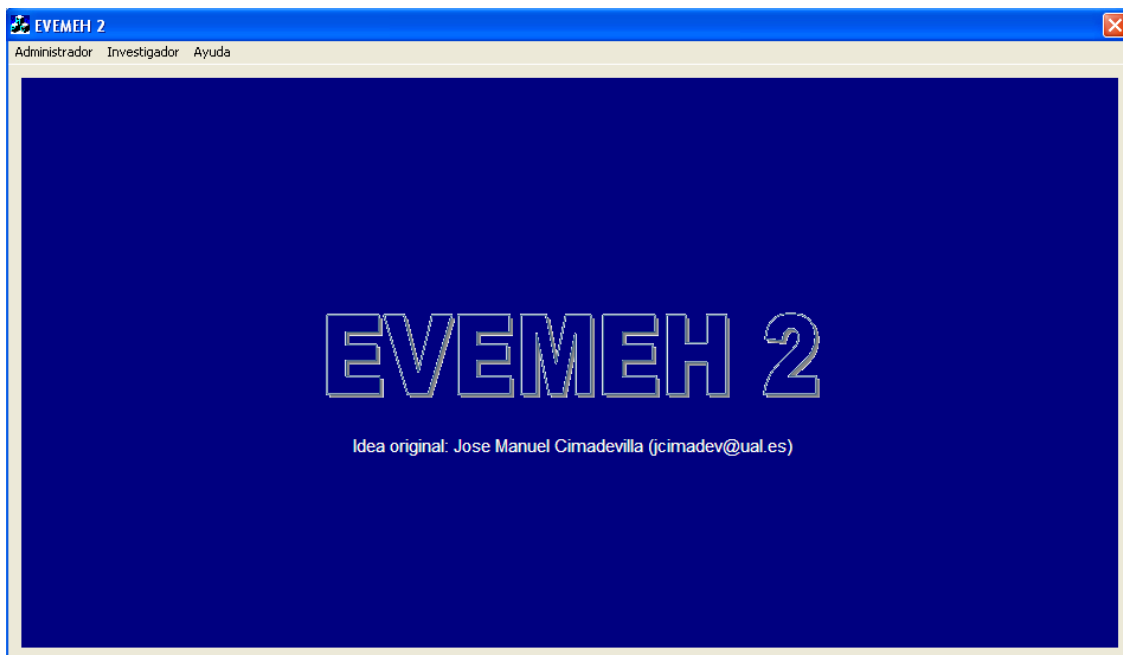 EVEMEH 2
Administrador Investigador Ayuda
EVEMEH 2
Idea original: Jose Manuel Cimadevilla (jcimadev@ual.es)